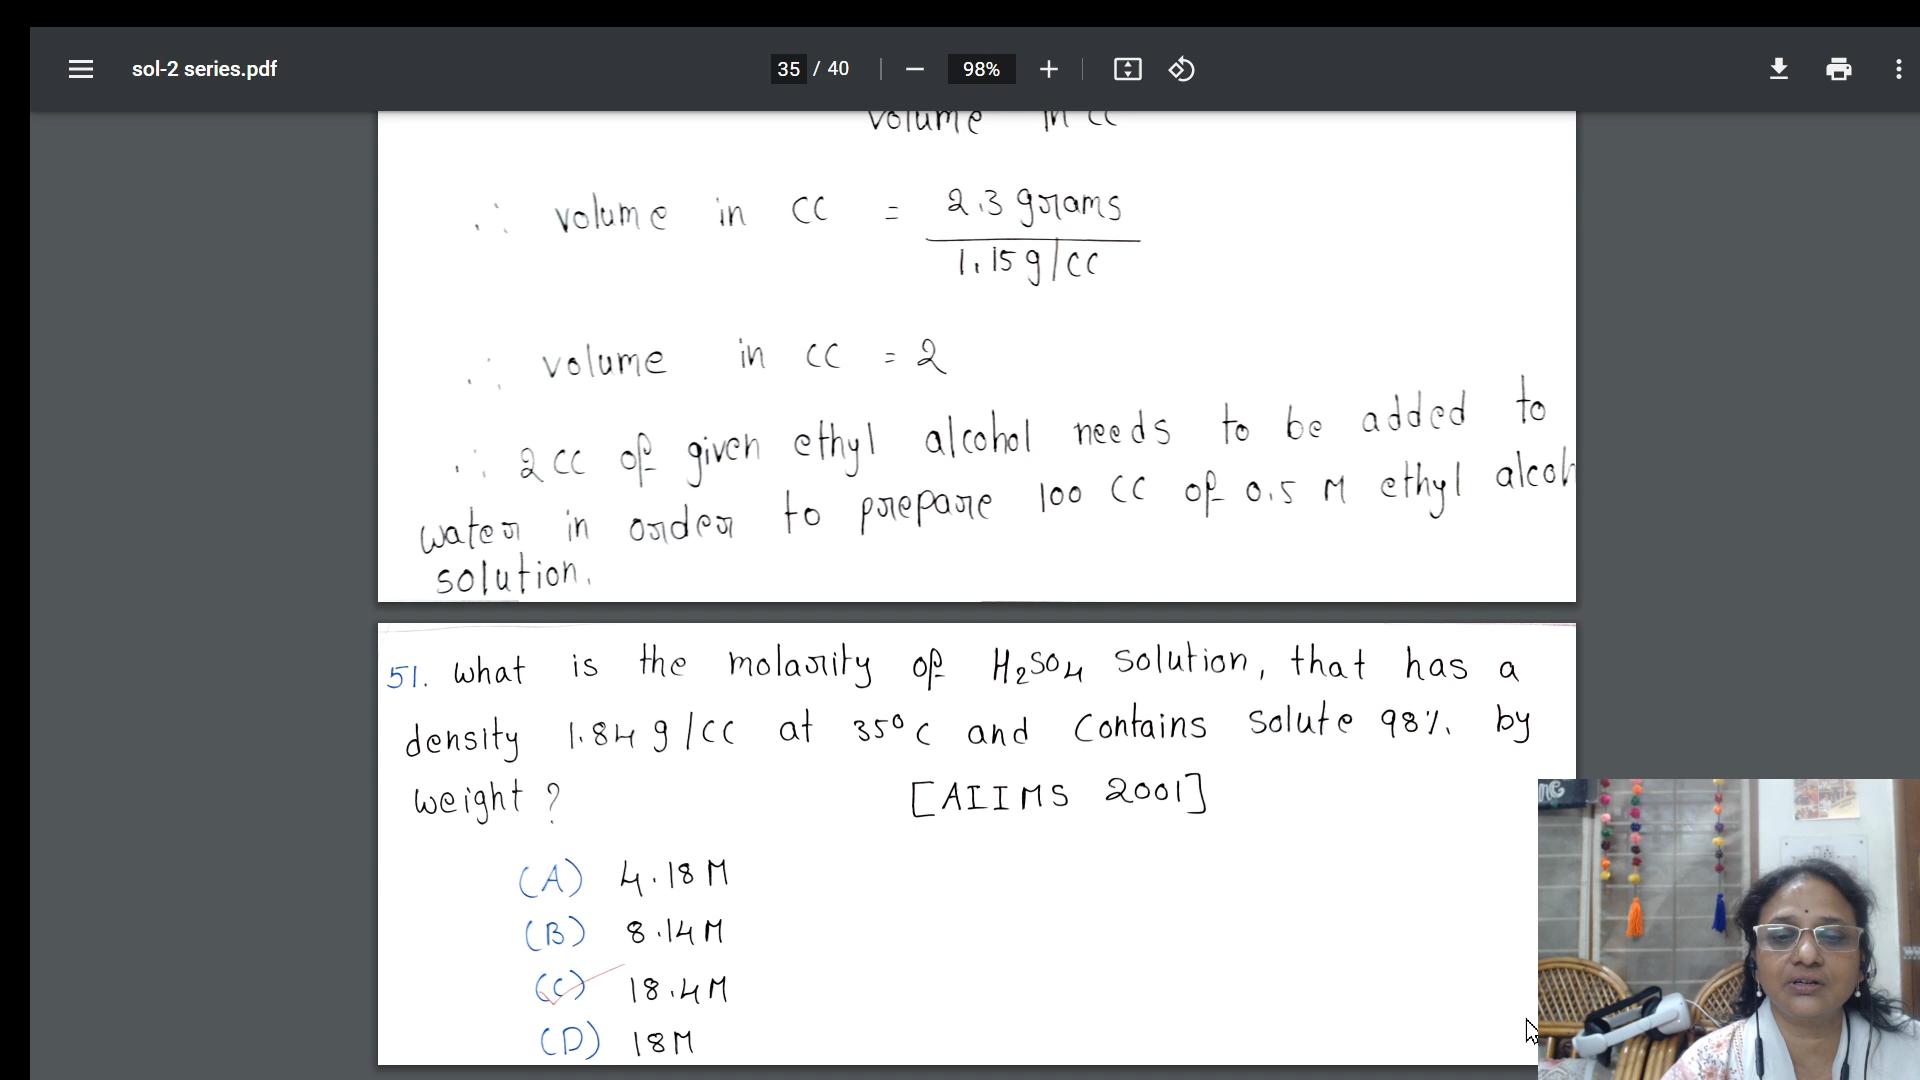 sol-2 series.pdf
35 / 40
98%
volume in cc
∴ volume in cc = 2.3 grams
1.15 g/cc
∴ volume in cc = 2
∴ 2 cc of given ethyl alcohol needs to be added to
water in order to prepare 100 cc of 0.5 M ethyl alcoh
solution.
51. What is the molarity of H₂SO₄ solution, that has a
density 1.84 g/cc at 35°C and contains solute 98% by
weight? [AIIMS 2001]
(A) 4.18 M
(B) 8.14 M
(C) 18.4 M
(D) 18 M